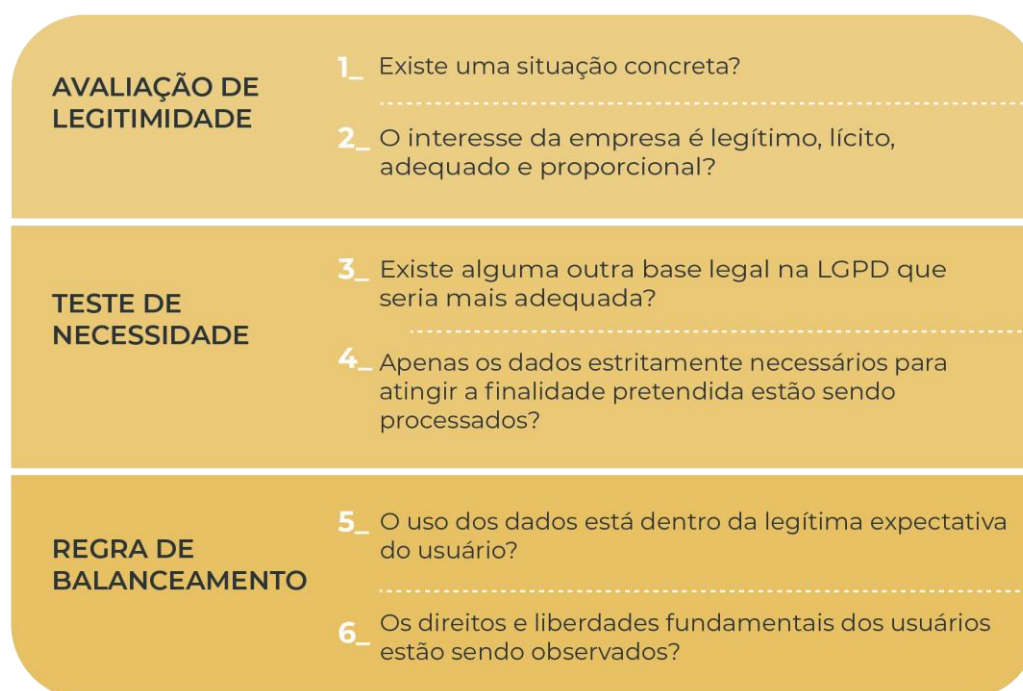 AVALIAÇÃO DE
LEGITIMIDADE
1_ Existe uma situação concreta?
2_ O interesse da empresa é legítimo, lícito,
adequado e proporcional?
TESTE DE
NECESSIDADE
3_ Existe alguma outra base legal na LGPD que
seria mais adequada?
4_ Apenas os dados estritamente necessários para
atingir a finalidade pretendida estão sendo
processados?
REGRA DE
BALANCEAMENTO
5_ O uso dos dados está dentro da legítima expectativa
do usuário?
6_ Os direitos e liberdades fundamentais dos usuários
estão sendo observados?